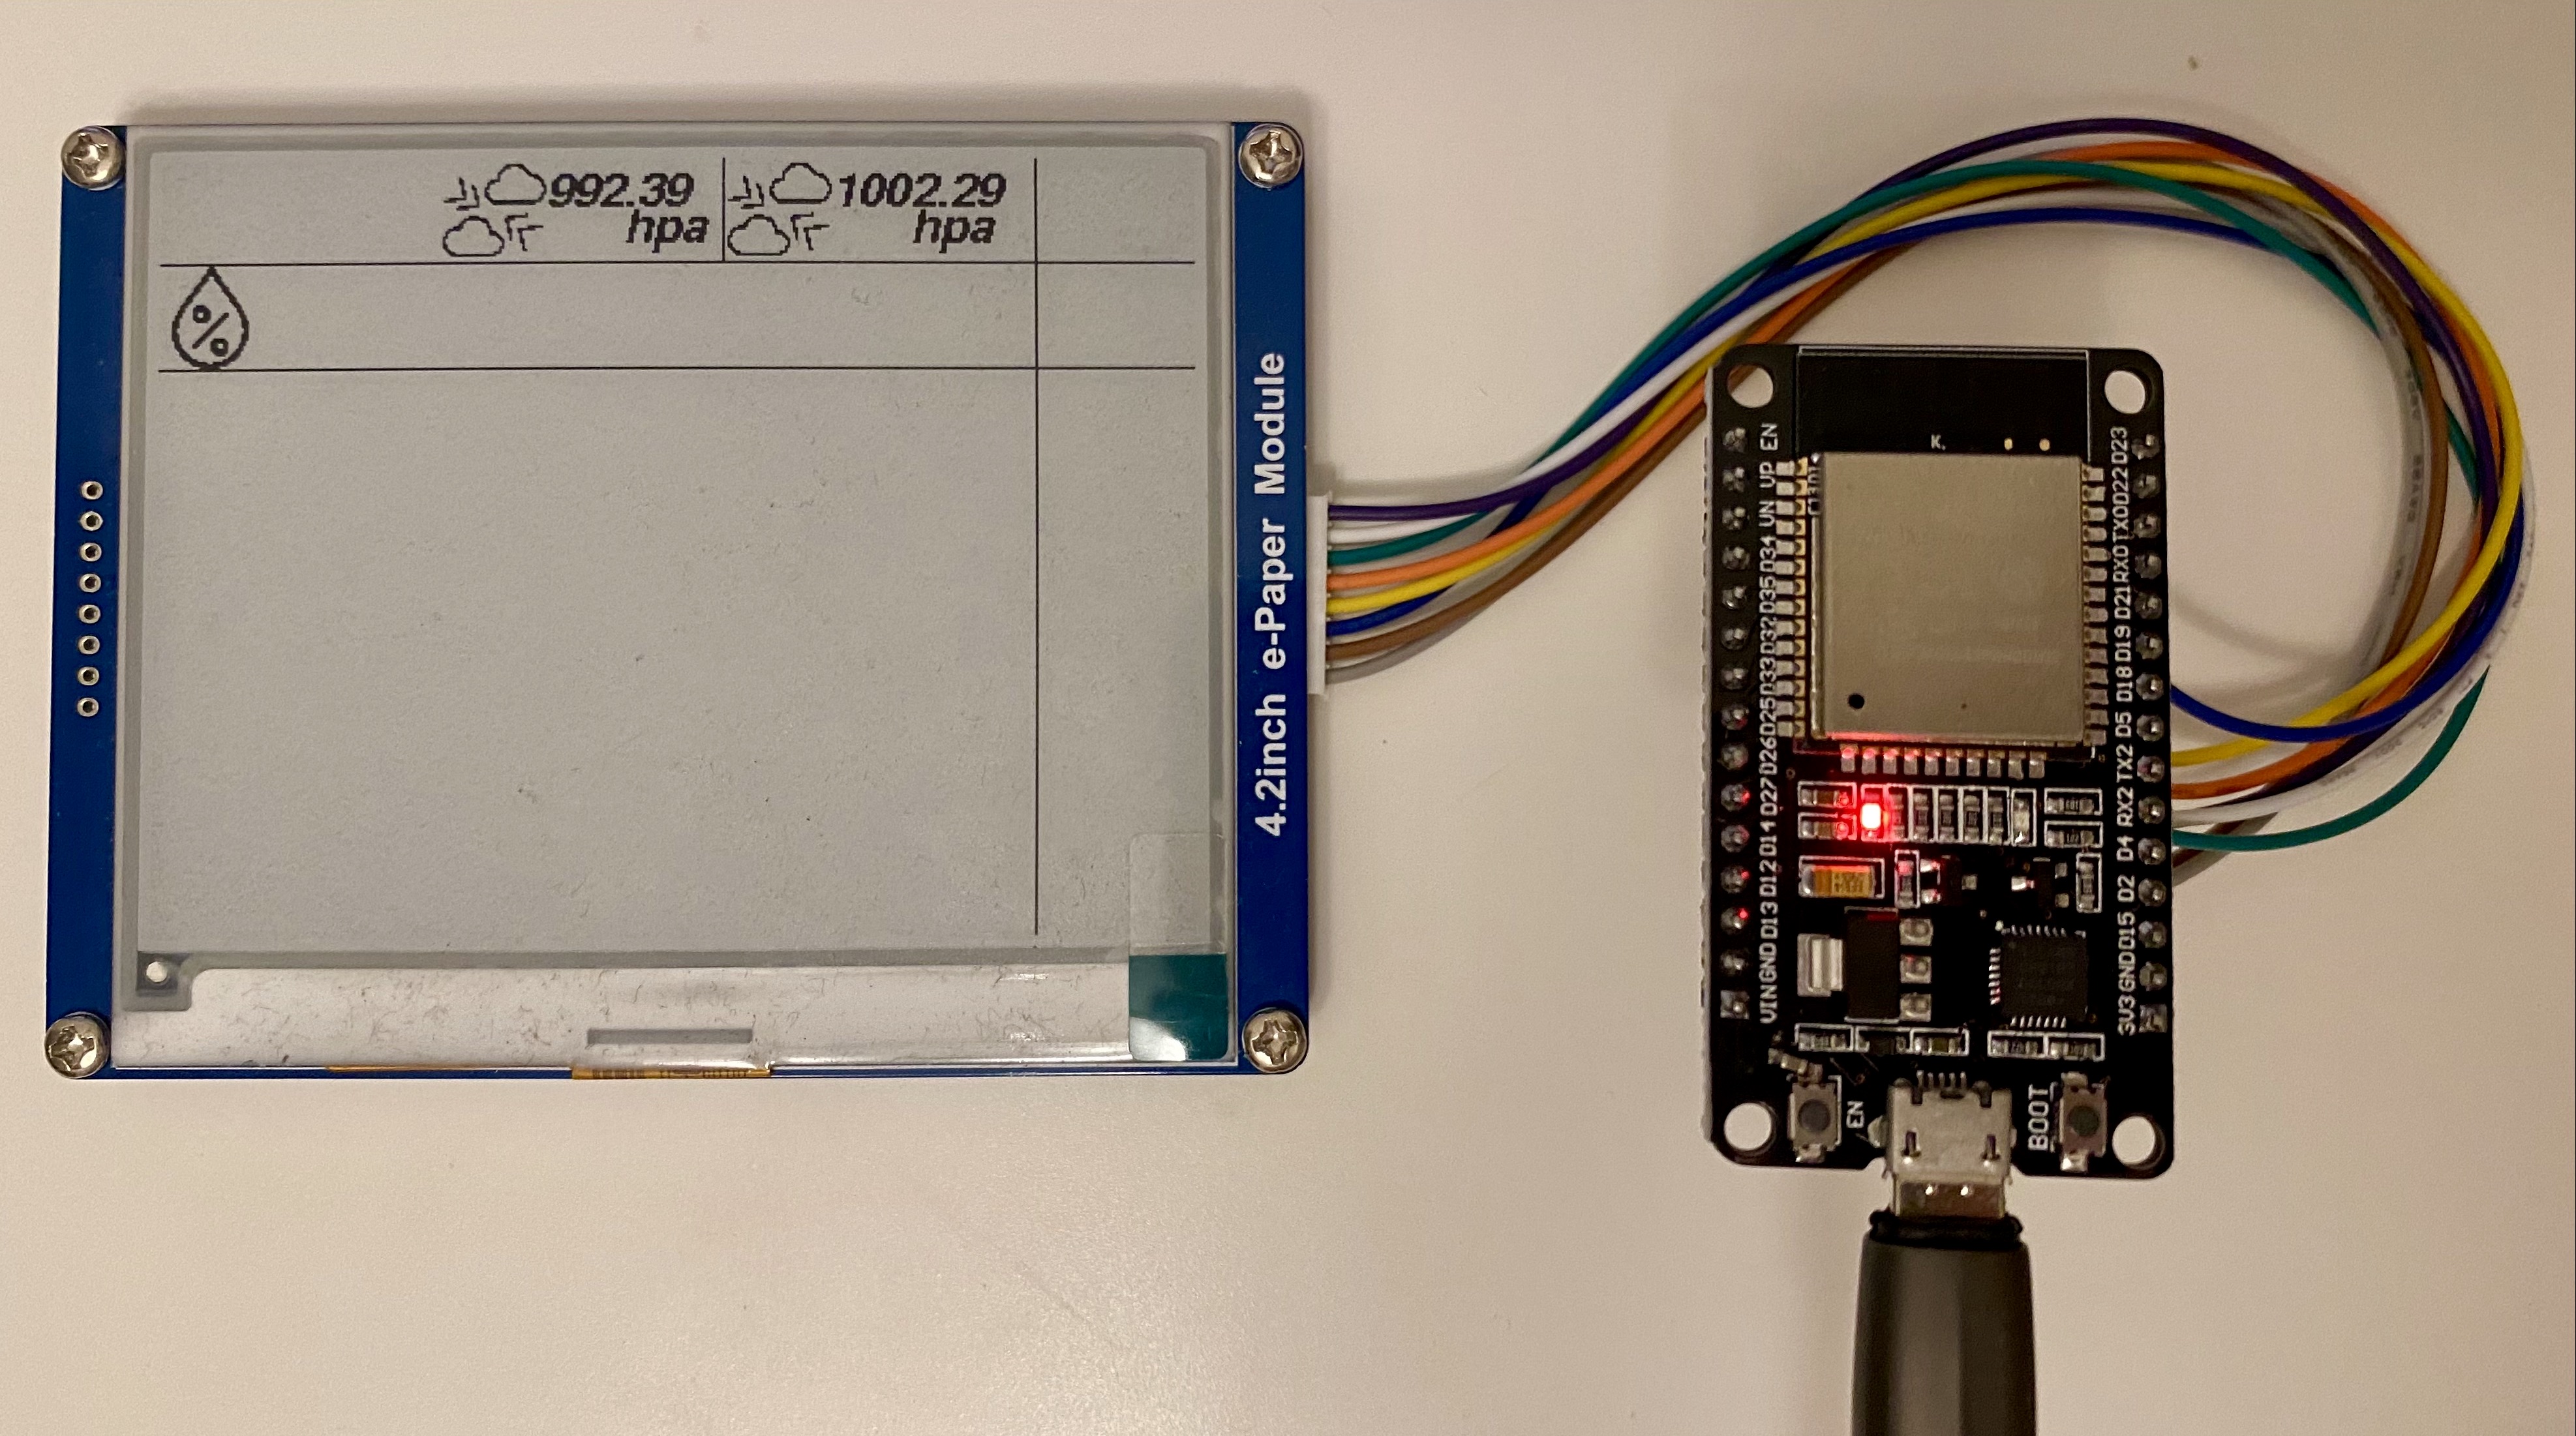 992.39
hpa
1002.29
hpa
%
4.2inch e-Paper Module
EN
UP
UN
D34
D35
D32
D33
D25
D26
D27
D14
D12
D13
GND
VIN
D23
D22
TX0
RX0
D21
D19
D18
D5
TX2
RX2
D4
D2
D15
GND
3V3
EN
BOOT